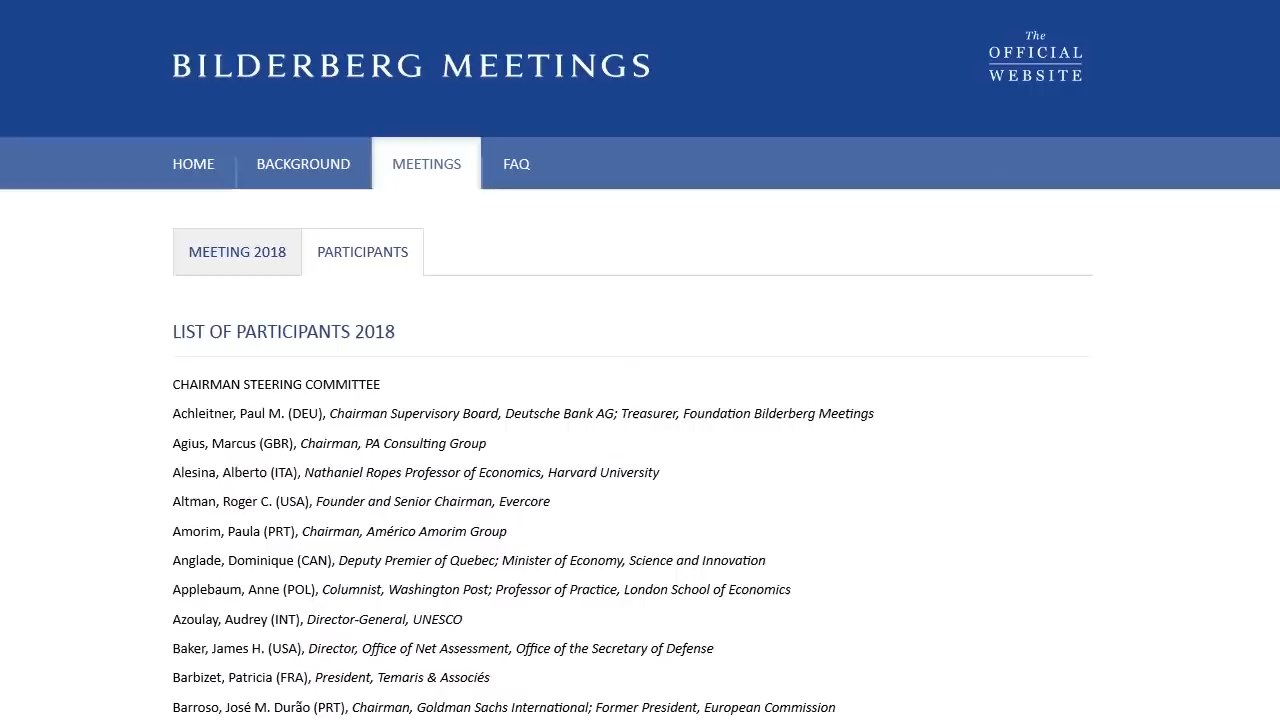 BILDERBERG MEETINGS
The
OFFICIAL
WEBSITE
HOME BACKGROUND MEETINGS FAQ
MEETING 2018 PARTICIPANTS
LIST OF PARTICIPANTS 2018
CHAIRMAN STEERING COMMITTEE
Achleitner, Paul M. (DEU), Chairman Supervisory Board, Deutsche Bank AG; Treasurer, Foundation Bilderberg Meetings
Agius, Marcus (GBR), Chairman, PA Consulting Group
Alesina, Alberto (ITA), Nathaniel Ropes Professor of Economics, Harvard University
Altman, Roger C. (USA), Founder and Senior Chairman, Evercore
Amorim, Paula (PRT), Chairman, Américo Amorim Group
Anglade, Dominique (CAN), Deputy Premier of Quebec; Minister of Economy, Science and Innovation
Applebaum, Anne (POL), Columnist, Washington Post; Professor of Practice, London School of Economics
Azoulay, Audrey (INT), Director-General, UNESCO
Baker, James H. (USA), Director, Office of Net Assessment, Office of the Secretary of Defense
Barbizet, Patricia (FRA), President, Temaris & Associés
Barroso, José M. Durão (PRT), Chairman, Goldman Sachs International; Former President, European Commission